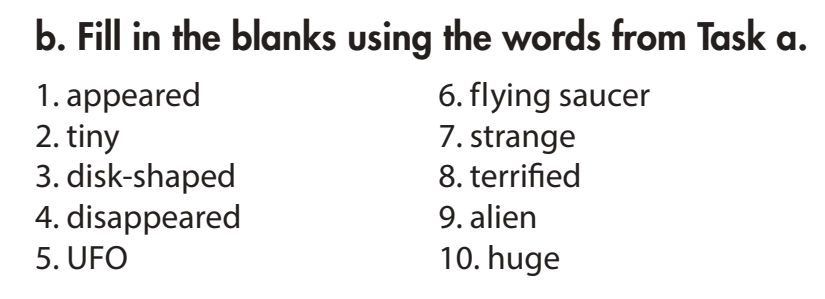 b. Fill in the blanks using the words from Task a.
1. appeared
2. tiny
3. disk-shaped
4. disappeared
5. UFO
6. flying saucer
7. strange
8. terrified
9. alien
10. huge